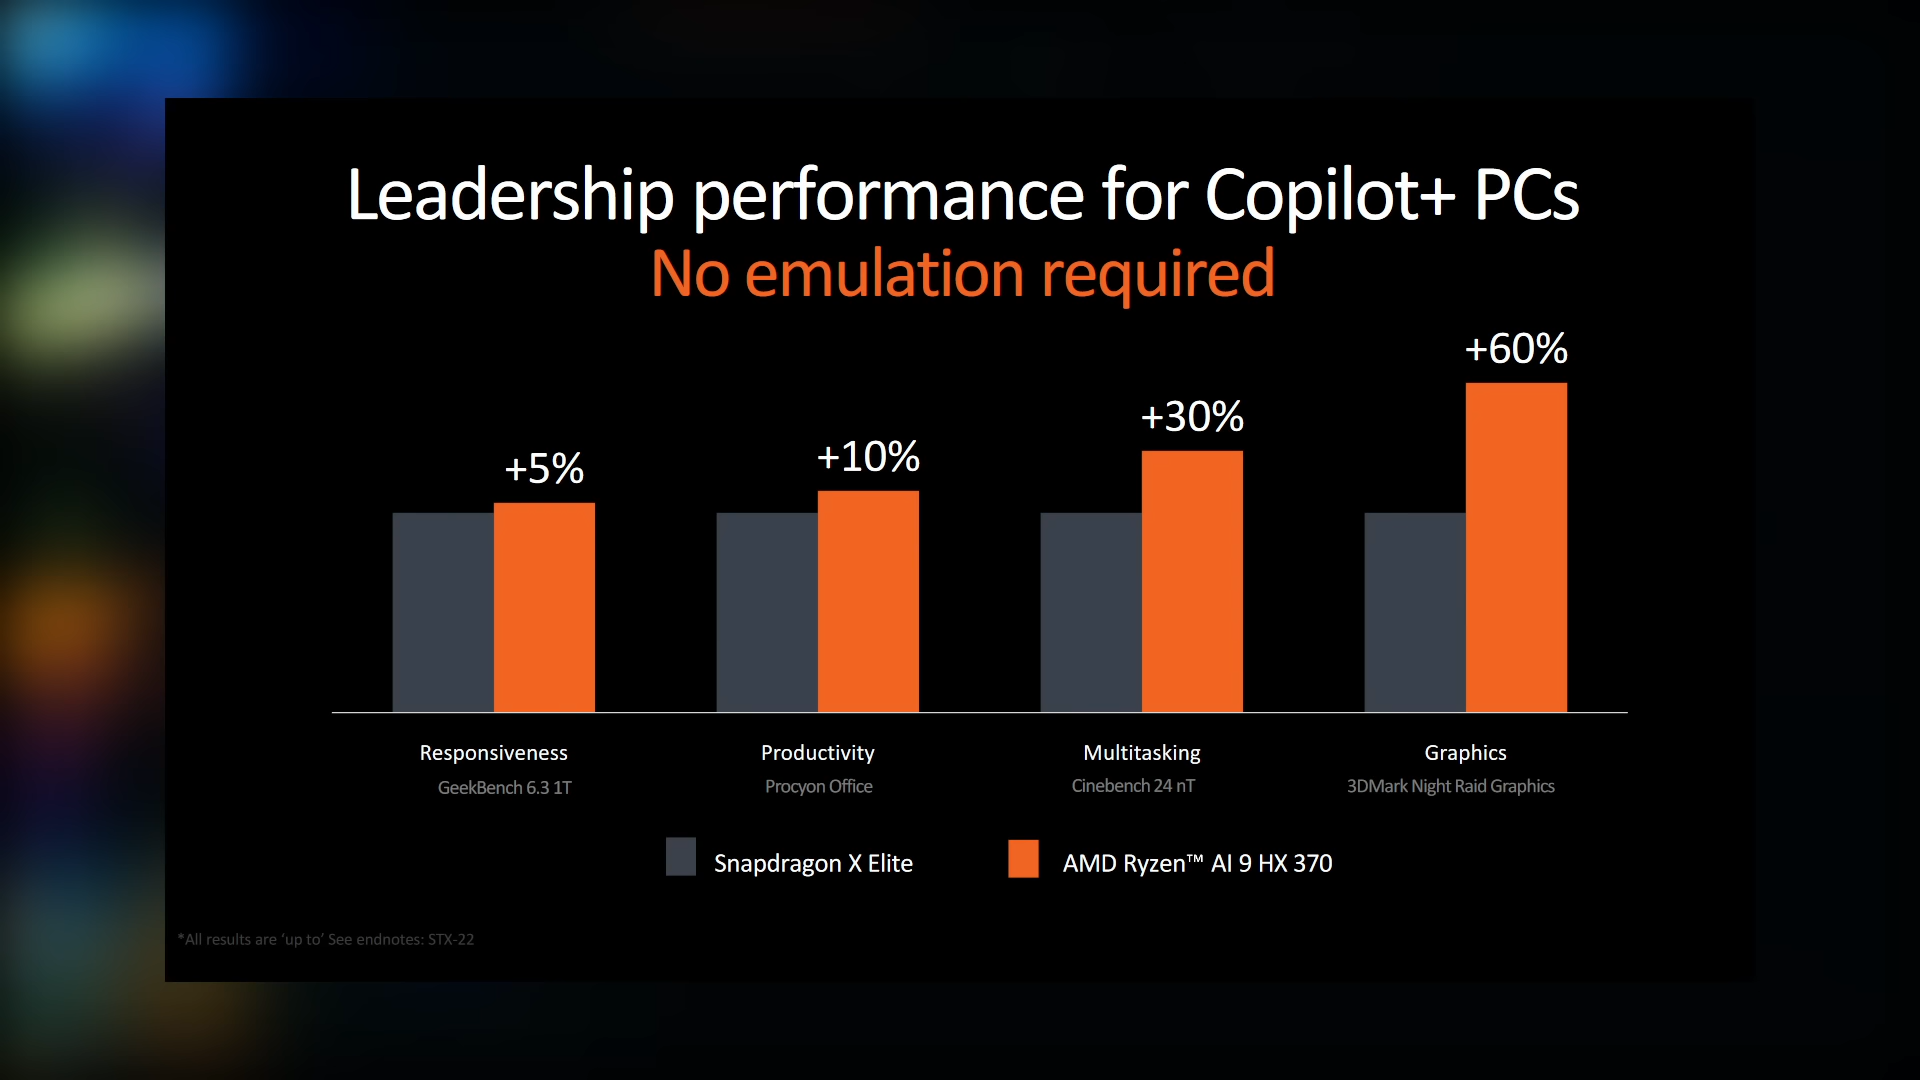 Leadership performance for Copilot+ PCs
No emulation required
+5%
+10%
+30%
+60%
Responsiveness
GeekBench 6.3 1T
Productivity
Procyon Office
Multitasking
Cinebench 24 nT
Graphics
3DMark Night Raid Graphics
Snapdragon X Elite
AMD Ryzen™ AI 9 HX 370
*All results are ‘up to’ See endnotes: STX-22